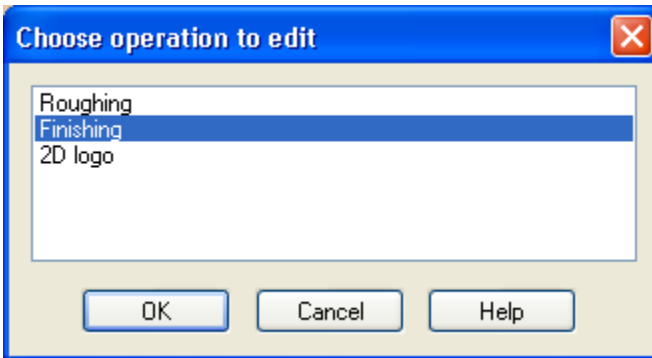 Choose operation to edit
Roughing
Finishing
2D logo
OK Cancel Help